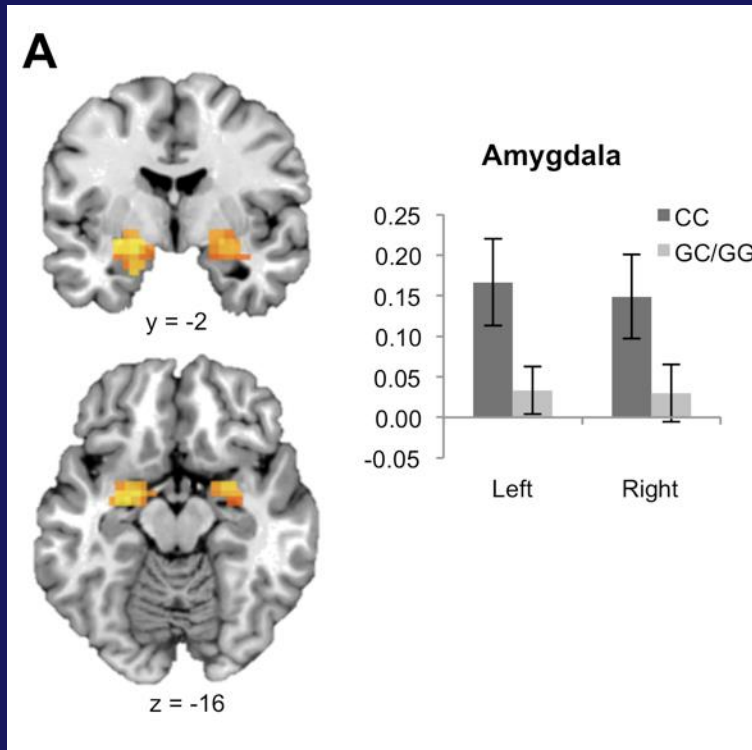 A
y = -2
z = -16
Amygdala
CC
GC/GG
0.25
0.20
0.15
0.10
0.05
0.00
-0.05
Left Right